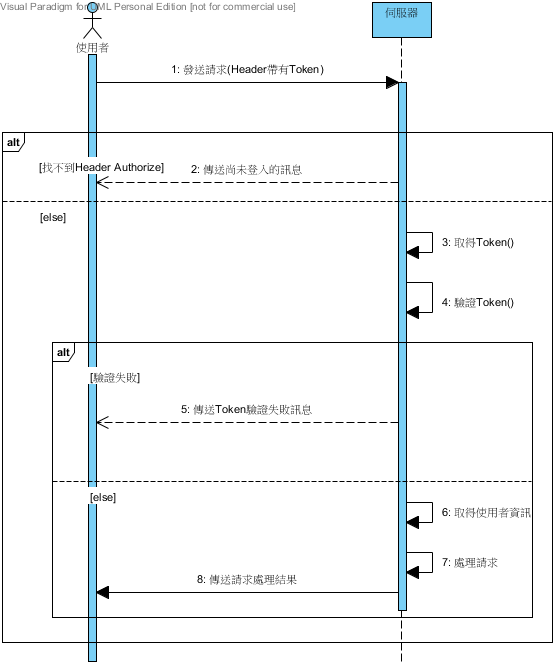 Visual Paradigm for UML Personal Edition [not for commercial use]
伺服器
使用者
1: 發送請求(Header帶有Token)
alt
[找不到Header Authorize]
2: 傳送尚未登入的訊息
[else]
3: 取得Token()
4: 驗證Token()
alt
[驗證失敗]
5: 傳送Token驗證失敗訊息
[else]
6: 取得使用者資訊
7: 處理請求
8: 傳送請求處理結果